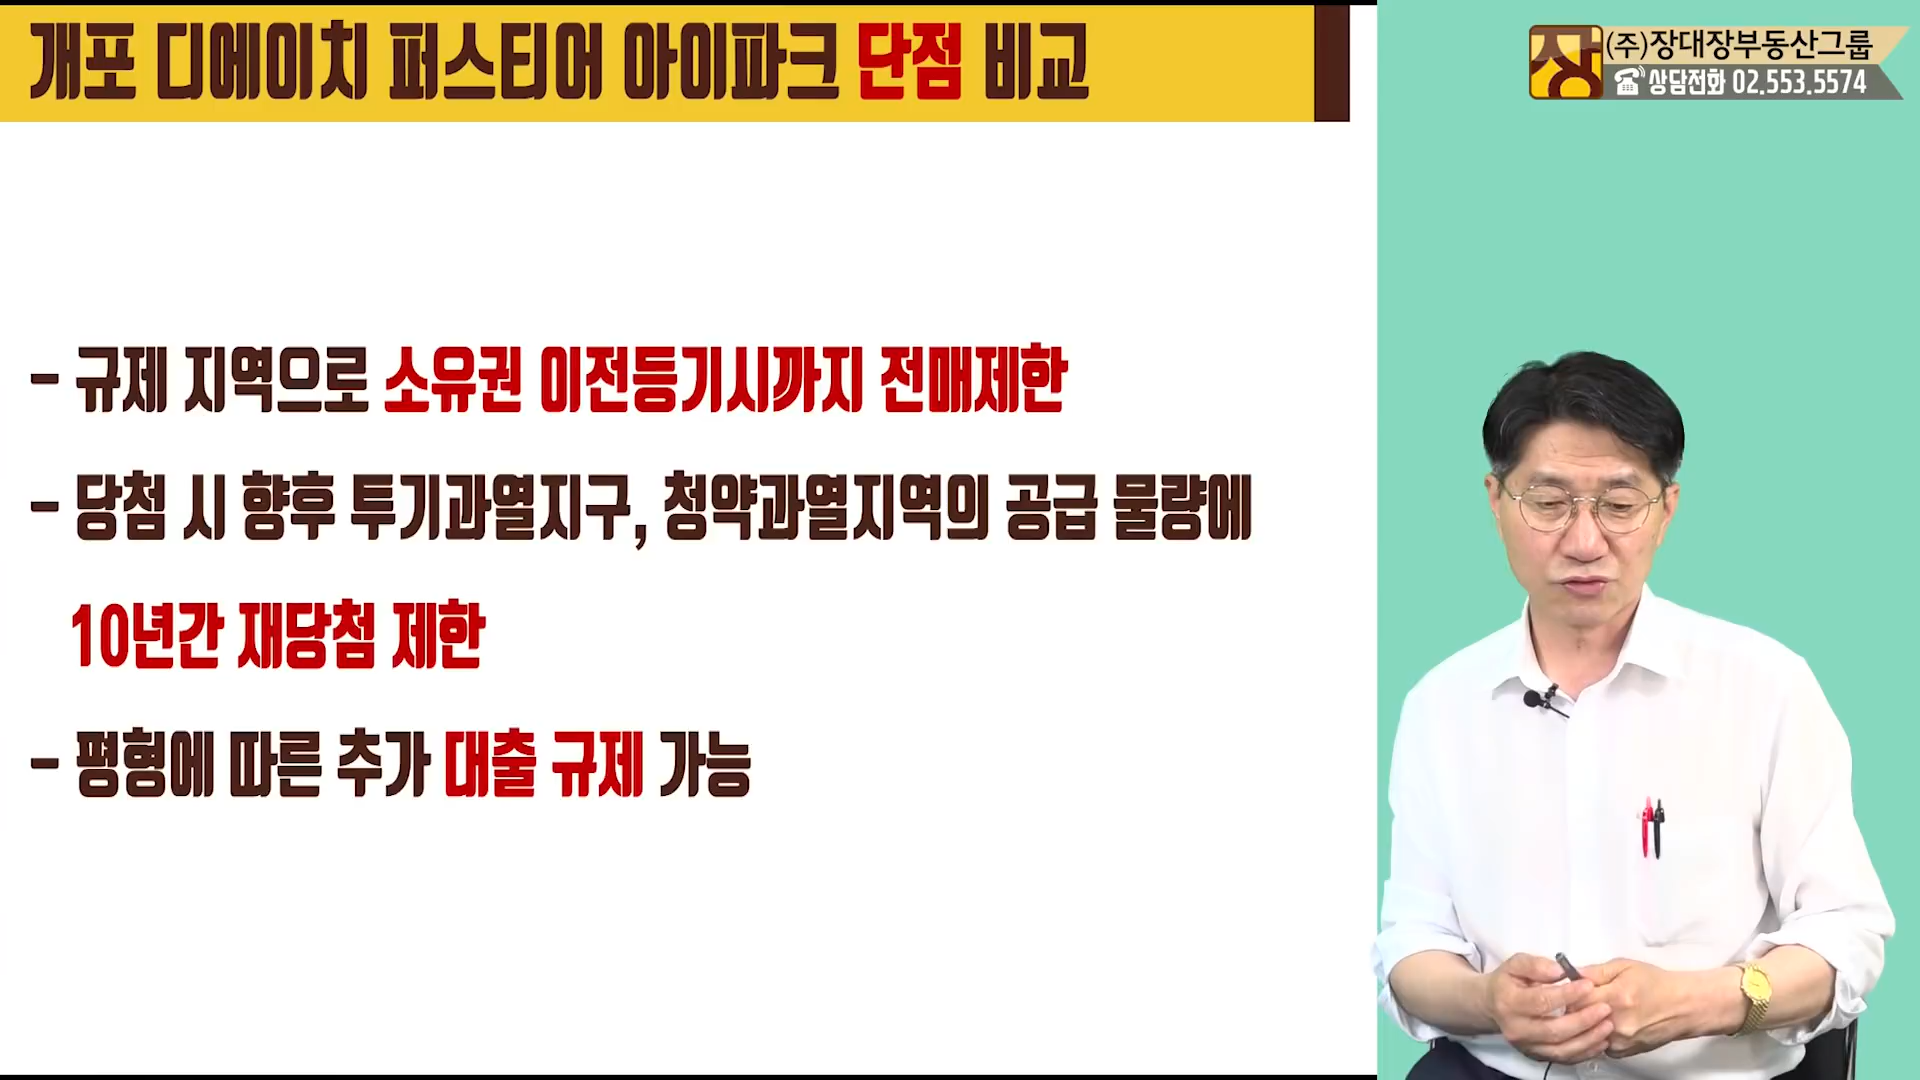 개포 디에이치 퍼스티어 아이파크 단점 비교
(주)장대장부동산그룹
상담전화 02.553.5574
- 규제 지역으로 소유권 이전등기시까지 전매제한
- 당첨 시 향후 투기과열지구, 청약과열지역의 공급 물량에
10년간 재당첨 제한
- 평형에 따른 추가 대출 규제 가능